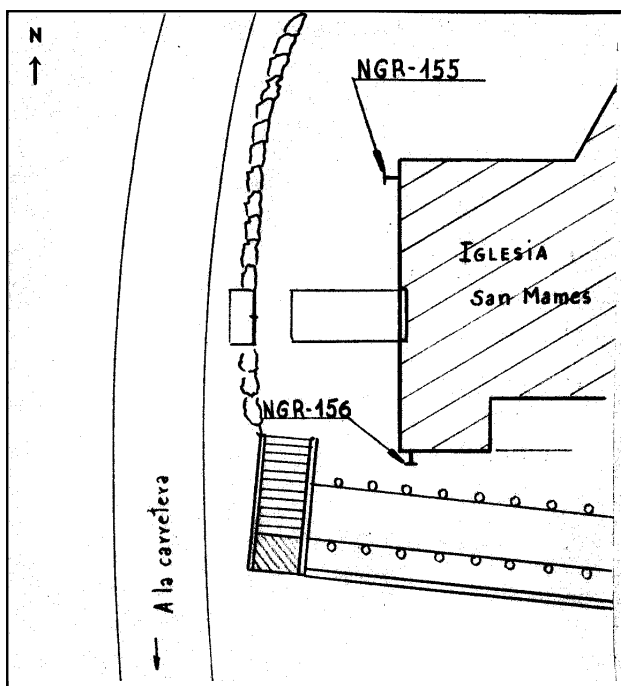 N
NGR-155
IGLESIA
San Mames
NGR-156
A la carretera